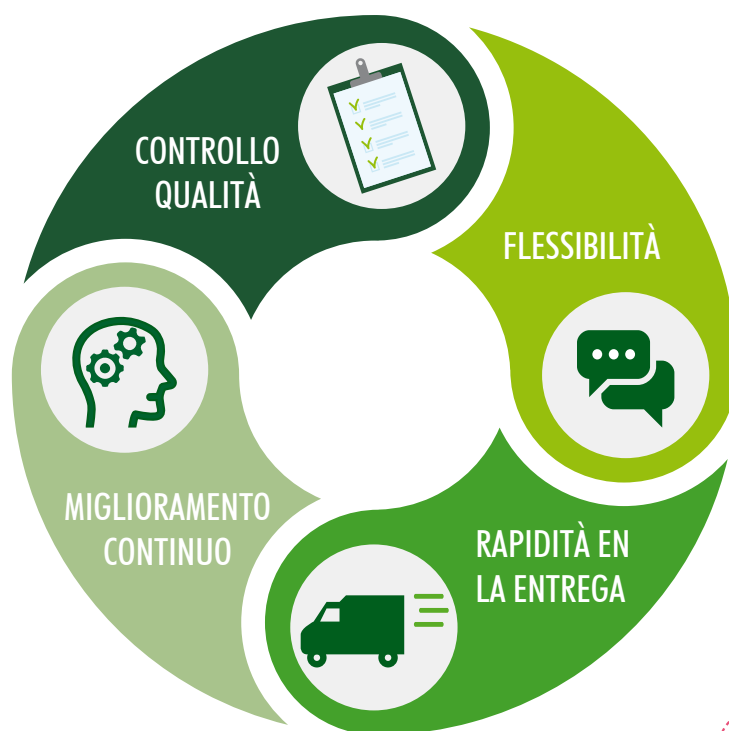 CONTROLLO
QUALITÀ
FLESSIBILITÀ
RAPIDITÀ EN
LA ENTREGA
MIGLIORAMENTO
CONTINUO